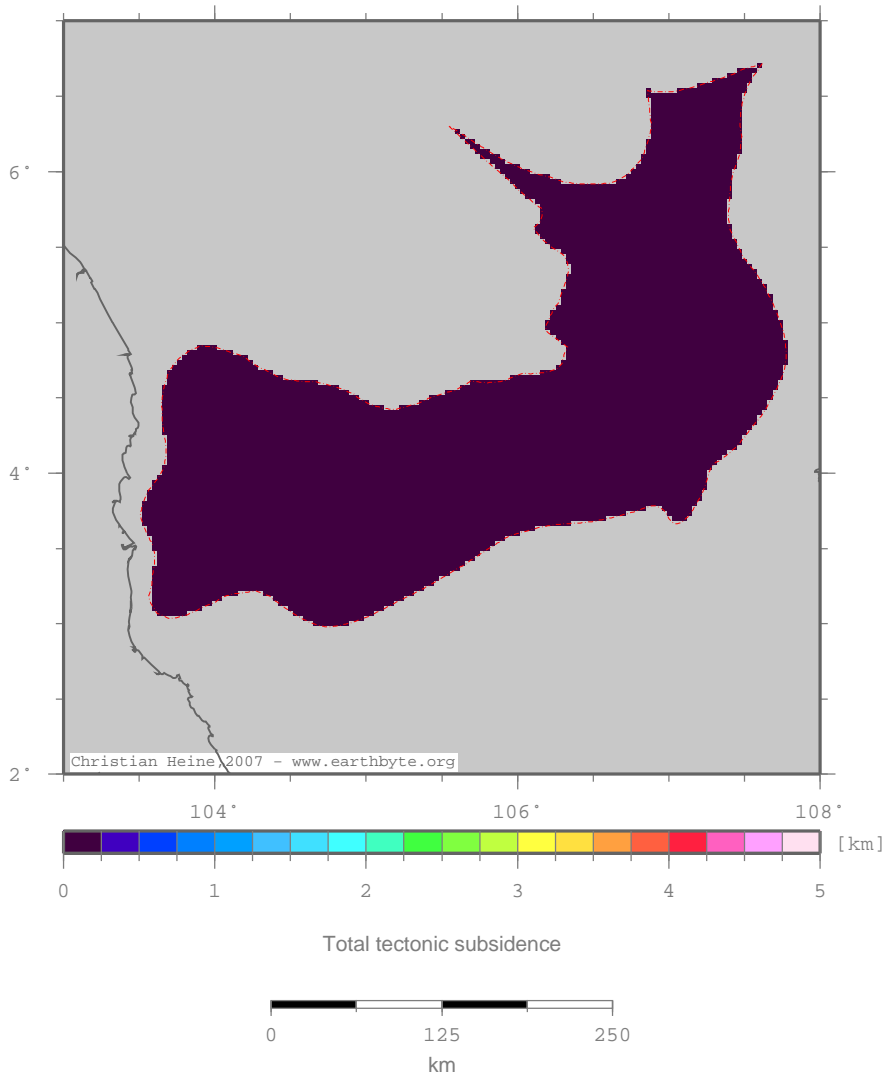 6°
4°
2°
Christian Heine,2007 - www.earthbyte.org
104° 106° 108°
[km]
0 1 2 3 4 5
Total tectonic subsidence
0 125 250
km